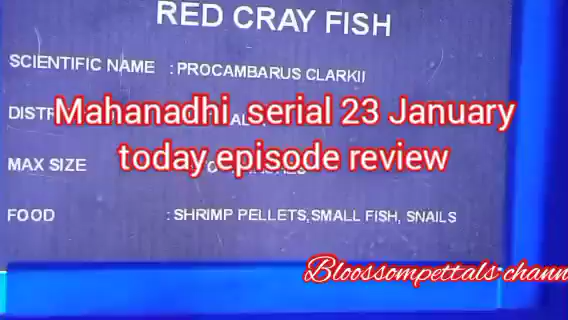 RED CRAY FISH
SCIENTIFIC NAME : PROCAMBARUS CLARKII
Mahanadhi serial 23 January
today episode review
MAX SIZE
FOOD : SHRIMP PELLETS,SMALL FISH, SNAILS
Bloossompettals chann